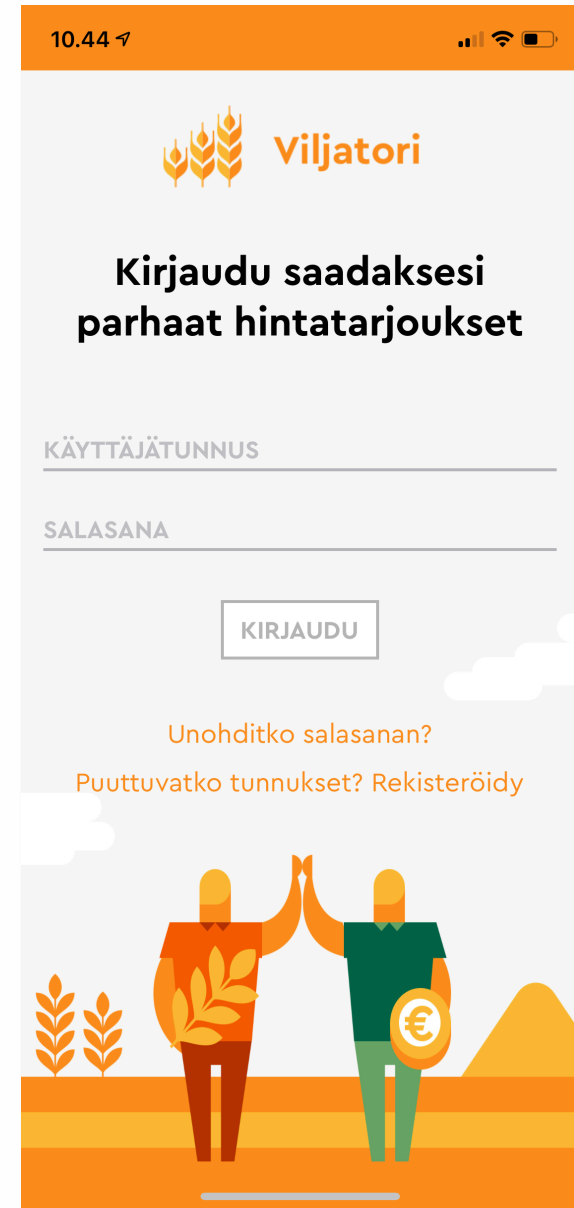 10.44
Viljatori
Kirjaudu saadaksesi
parhaat hintatarjoukset
KÄYTTÄJÄTUNNUS
SALASANA
KIRJAUDU
Unohditko salasanan?
Puuttuvatko tunnukset? Rekisteröidy
€